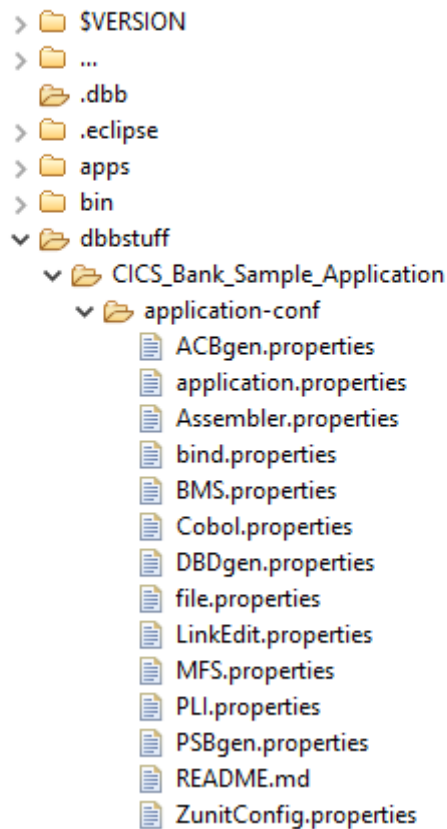 $VERSION
...
.dbb
.eclipse
apps
bin
dbbstuff
CICS_Bank_Sample_Application
application-conf
ACBgen.properties
application.properties
Assembler.properties
bind.properties
BMS.properties
Cobol.properties
DBDgen.properties
file.properties
LinkEdit.properties
MFS.properties
PLI.properties
PSBgen.properties
README.md
ZunitConfig.properties